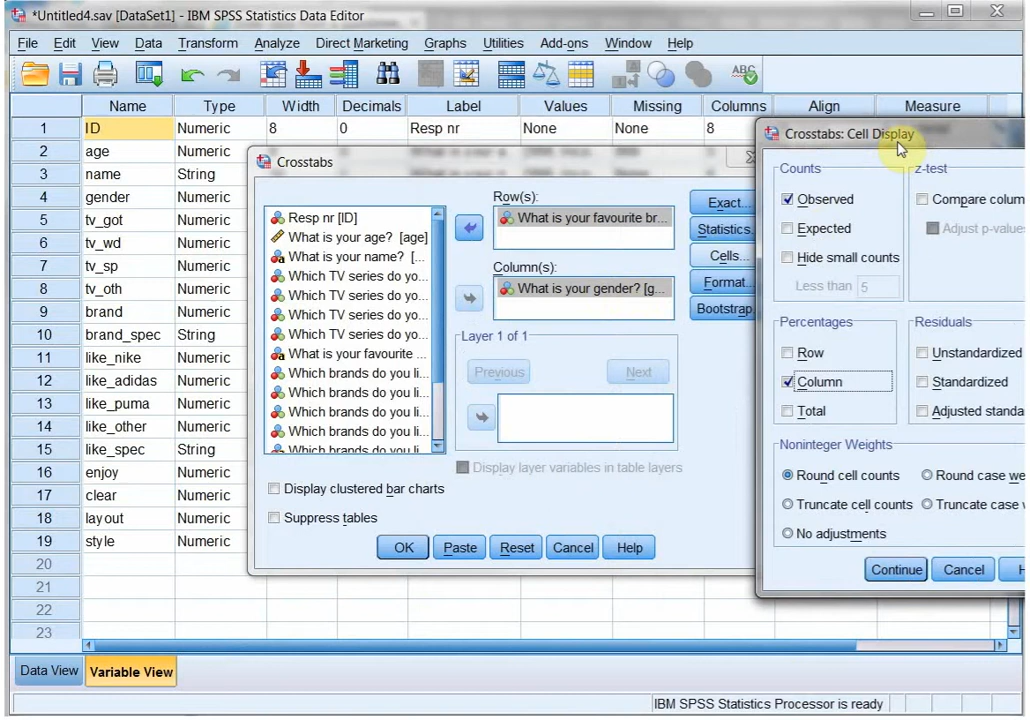 *Untitled4.sav [DataSet1] - IBM SPSS Statistics Data Editor
File Edit View Data Transform Analyze Direct Marketing Graphs Utilities Add-ons Window Help
ABC
Name Type Width Decimals Label Values Missing Columns Align Measure
1 ID Numeric 8 0 Resp nr None None 8
2 age Numeric
3 name String
4 gender Numeric
5 tv_got Numeric
6 tv_wd Numeric
7 tv_sp Numeric
8 tv_oth Numeric
9 brand Numeric
10 brand_spec String
11 like_nike Numeric
12 like_adidas Numeric
13 like_puma Numeric
14 like_other Numeric
15 like_spec String
16 enjoy Numeric
17 clear Numeric
18 layout Numeric
19 style Numeric
20
21
22
23
Crosstabs
Resp nr [ID]
What is your age? [age]
What is your name? [...
Which TV series do yo...
Which TV series do yo...
Which TV series do yo...
Which TV series do yo...
What is your favourite ...
Which brands do you li...
Which brands do you li...
Which brands do you li...
Which brands do you li...
Which brands do you li...
Row(s):
What is your favourite br...
Column(s):
What is your gender? [g...
Layer 1 of 1
Previous Next
Display layer variables in table layers
Exact...
Statistics...
Cells...
Format...
Bootstrap
Display clustered bar charts
Suppress tables
OK Paste Reset Cancel Help
Crosstabs: Cell Display
Counts
Observed
Expected
Hide small counts
Less than 5
z-test
Compare colum
Adjust p-values
Percentages
Row
Column
Total
Residuals
Unstandardized
Standardized
Adjusted standa
Noninteger Weights
Round cell counts Round case we
Truncate cell counts Truncate case w
No adjustments
Continue Cancel H
Data View Variable View
IBM SPSS Statistics Processor is ready